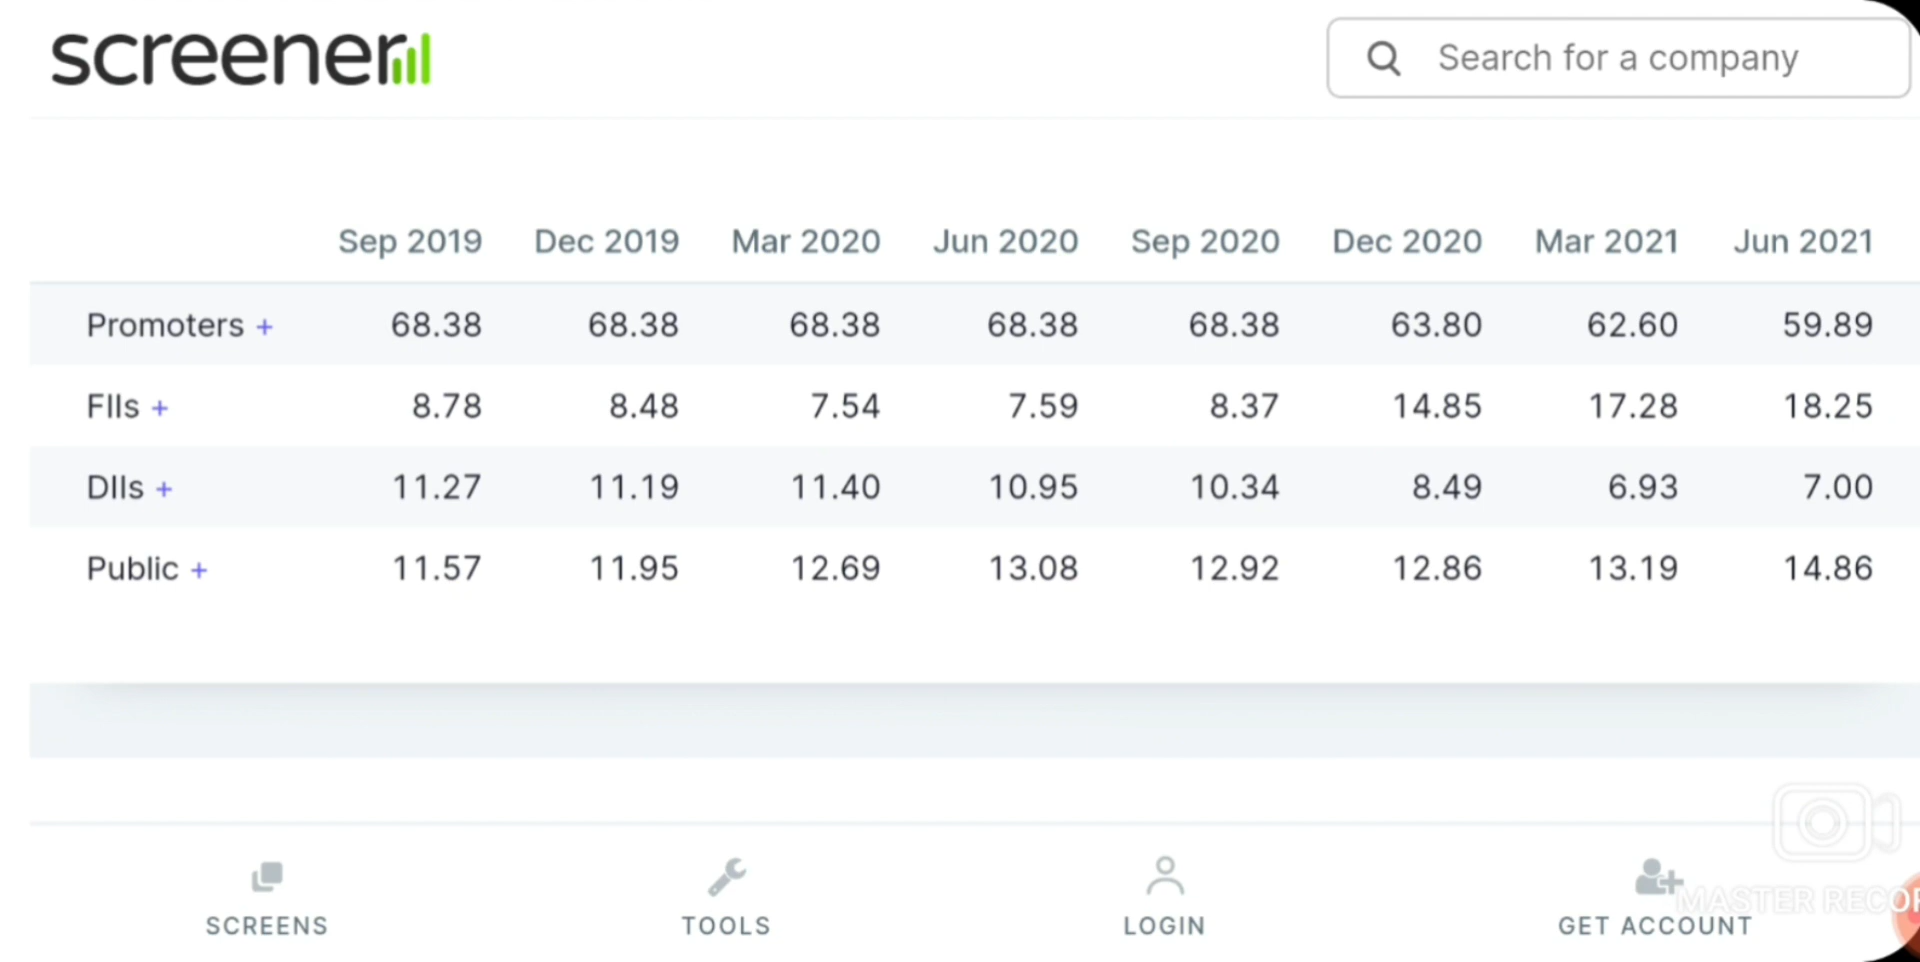 screener
Search for a company
Sep 2019 Dec 2019 Mar 2020 Jun 2020 Sep 2020 Dec 2020 Mar 2021 Jun 2021
Promoters + 68.38 68.38 68.38 68.38 68.38 63.80 62.60 59.89
FIIs + 8.78 8.48 7.54 7.59 8.37 14.85 17.28 18.25
DIIs + 11.27 11.19 11.40 10.95 10.34 8.49 6.93 7.00
Public + 11.57 11.95 12.69 13.08 12.92 12.86 13.19 14.86
MASTER RECOR
SCREENS TOOLS LOGIN GET ACCOUNT